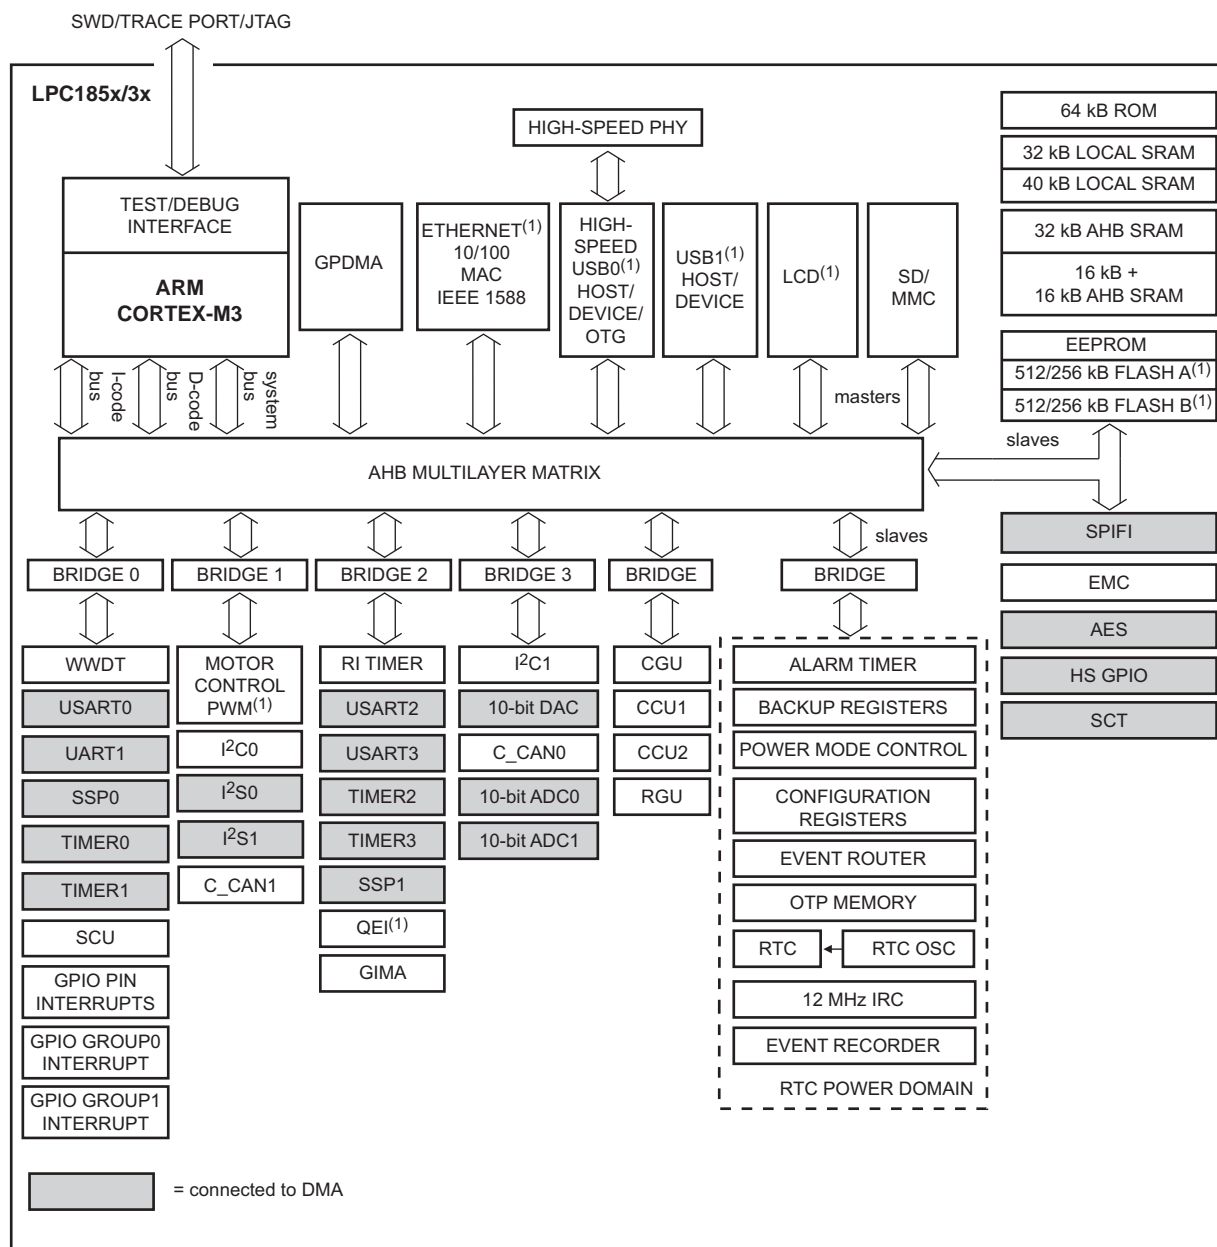 SWD/TRACE PORT/JTAG
LPC185x/3x
TEST/DEBUG
INTERFACE
ARM
CORTEX-M3
GPDMA
ETHERNET(1)
10/100
MAC
IEEE 1588
HIGH-SPEED PHY
HIGH-
SPEED
USB0(1)
HOST/
DEVICE/
OTG
USB1(1)
HOST/
DEVICE
LCD(1)
SD/
MMC
64 kB ROM
32 kB LOCAL SRAM
40 kB LOCAL SRAM
32 kB AHB SRAM
16 kB +
16 kB AHB SRAM
EEPROM
512/256 kB FLASH A(1)
512/256 kB FLASH B(1)
I-code
bus
D-code
bus
system
bus
masters
slaves
AHB MULTILAYER MATRIX
slaves
BRIDGE 0
BRIDGE 1
BRIDGE 2
BRIDGE 3
BRIDGE
BRIDGE
WWDT
USART0
UART1
SSP0
TIMER0
TIMER1
SCU
GPIO PIN
INTERRUPTS
GPIO GROUP0
INTERRUPT
GPIO GROUP1
INTERRUPT
MOTOR
CONTROL
PWM(1)
I2C0
I2S0
I2S1
C_CAN1
RI TIMER
USART2
USART3
TIMER2
TIMER3
SSP1
QEI(1)
GIMA
I2C1
10-bit DAC
C_CAN0
10-bit ADC0
10-bit ADC1
CGU
CCU1
CCU2
RGU
ALARM TIMER
BACKUP REGISTERS
POWER MODE CONTROL
CONFIGURATION
REGISTERS
EVENT ROUTER
OTP MEMORY
RTC
RTC OSC
12 MHz IRC
EVENT RECORDER
RTC POWER DOMAIN
SPIFI
EMC
AES
HS GPIO
SCT
= connected to DMA